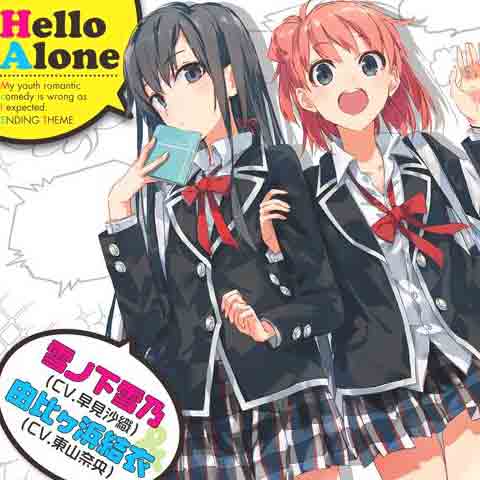 Hello
Alone
My youth romantic
comedy is wrong as
I expected.
ENDING THEME
雪ノ下雪乃
(CV.早見沙織)
由比ヶ浜結衣
(CV.東山奈央)